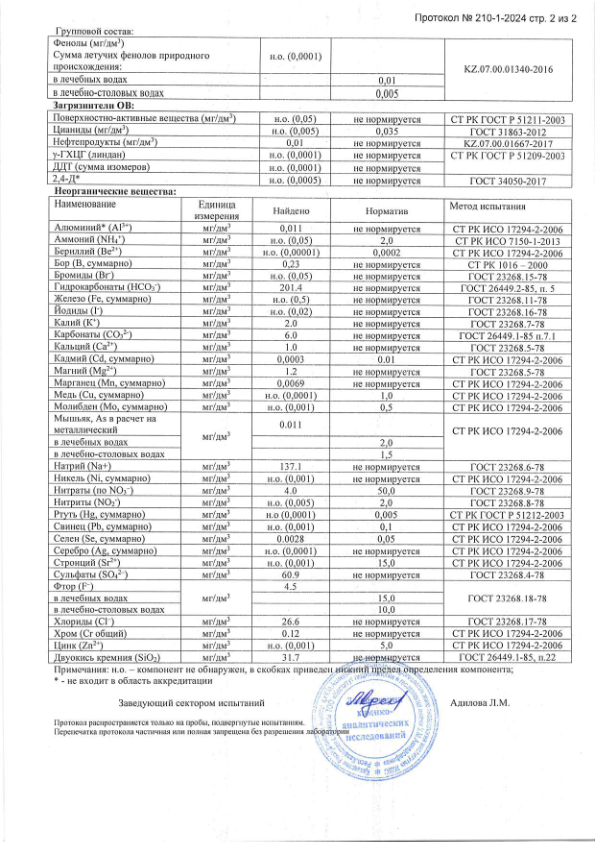 Протокол № 210-1-2024 стр. 2 из 2
Групповой состав:
Фенолы (мг/дм³)
Сумма летучих фенолов природного происхождения: н.о. (0,0001) KZ.07.00.01340-2016
в лечебных водах 0,01
в лечебно-столовых водах 0,005
Загрязнители ОВ:
Поверхностно-активные вещества (мг/дм³) н.о. (0,05) не нормируется СТ РК ГОСТ Р 51211-2003
Цианиды (мг/дм³) н.о. (0,005) 0,035 ГОСТ 31863-2012
Нефтепродукты (мг/дм³) 0,01 не нормируется KZ.07.00.01667-2017
γ-ГХЦГ (линдан) н.о. (0,0001) не нормируется СТ РК ГОСТ Р 51209-2003
ДДТ (сумма изомеров) н.о. (0,0001) не нормируется
2,4-Д* н.о. (0,0005) не нормируется ГОСТ 34050-2017
Неорганические вещества:
Наименование Единица измерения Найдено Норматив Метод испытания
Алюминий* (Al³⁺) мг/дм³ 0,011 не нормируется СТ РК ИСО 17294-2-2006
Аммоний (NH₄⁺) мг/дм³ н.о. (0,05) 2,0 СТ РК ИСО 7150-1-2013
Бериллий (Be²⁺) мг/дм³ н.о. (0,00001) 0,0002 СТ РК ИСО 17294-2-2006
Бор (В, суммарно) мг/дм³ 0,23 не нормируется СТ РК 1016 – 2000
Бромиды (Br⁻) мг/дм³ н.о. (0,05) не нормируется ГОСТ 23268.15-78
Гидрокарбонаты (HCO₃⁻) мг/дм³ 201.4 не нормируется ГОСТ 26449.2-85, п. 5
Железо (Fe, суммарно) мг/дм³ н.о. (0,5) не нормируется ГОСТ 23268.11-78
Йодиды (I⁻) мг/дм³ н.о. (0,02) не нормируется ГОСТ 23268.16-78
Калий (K⁺) мг/дм³ 2.0 не нормируется ГОСТ 23268.7-78
Карбонаты (CO₃²⁻) мг/дм³ 6.0 не нормируется ГОСТ 26449.1-85 п.7.1
Кальций (Ca²⁺) мг/дм³ 1.0 не нормируется ГОСТ 23268.5-78
Кадмий (Cd, суммарно) мг/дм³ 0,0003 0.01 СТ РК ИСО 17294-2-2006
Магний (Mg²⁺) мг/дм³ 1.2 не нормируется ГОСТ 23268.5-78
Марганец (Mn, суммарно) мг/дм³ 0,0069 не нормируется СТ РК ИСО 17294-2-2006
Медь (Cu, суммарно) мг/дм³ н.о. (0,0001) 1,0 СТ РК ИСО 17294-2-2006
Молибден (Mo, суммарно) мг/дм³ н.о. (0,001) 0,5 СТ РК ИСО 17294-2-2006
Мышьяк, As в расчет на металлический мг/дм³ 0.011 СТ РК ИСО 17294-2-2006
в лечебных водах 2,0
в лечебно-столовых водах 1,5
Натрий (Na+) мг/дм³ 137.1 не нормируется ГОСТ 23268.6-78
Никель (Ni, суммарно) мг/дм³ н.о. (0,001) не нормируется СТ РК ИСО 17294-2-2006
Нитраты (по NO₃⁻) мг/дм³ 4.0 50,0 ГОСТ 23268.9-78
Нитриты (NO₂⁻) мг/дм³ н.о. (0,005) 2,0 ГОСТ 23268.8-78
Ртуть (Hg, суммарно) мг/дм³ н.о (0,0001) 0,005 СТ РК ГОСТ Р 51212-2003
Свинец (Pb, суммарно) мг/дм³ н.о. (0,001) 0,1 СТ РК ИСО 17294-2-2006
Селен (Se, суммарно) мг/дм³ 0.0028 0,05 СТ РК ИСО 17294-2-2006
Серебро (Ag, суммарно) мг/дм³ н.о. (0,0001) не нормируется СТ РК ИСО 17294-2-2006
Стронций (Sr²⁺) мг/дм³ н.о. (0,001) 15,0 СТ РК ИСО 17294-2-2006
Сульфаты (SO₄²⁻) мг/дм³ 60.9 не нормируется ГОСТ 23268.4-78
Фтор (F⁻) мг/дм³ 4.5 ГОСТ 23268.18-78
в лечебных водах 15,0
в лечебно-столовых водах 10,0
Хлориды (Cl⁻) мг/дм³ 26.6 не нормируется ГОСТ 23268.17-78
Хром (Cr общий) мг/дм³ 0.12 не нормируется СТ РК ИСО 17294-2-2006
Цинк (Zn²⁺) мг/дм³ н.о. (0,001) 5,0 СТ РК ИСО 17294-2-2006
Двуокись кремния (SiO₂) мг/дм³ 31.7 не нормируется ГОСТ 26449.1-85, п.22
Примечания: н.о. – компонент не обнаружен, в скобках приведен нижний предел определения компонента;
* - не входит в область аккредитации
Заведующий сектором испытаний Адилова Л.М.
химико-
аналитических
исследований
Протокол распространяется только на пробы, подвергнутые испытаниям.
Перепечатка протокола частичная или полная запрещена без разрешения лаборатории